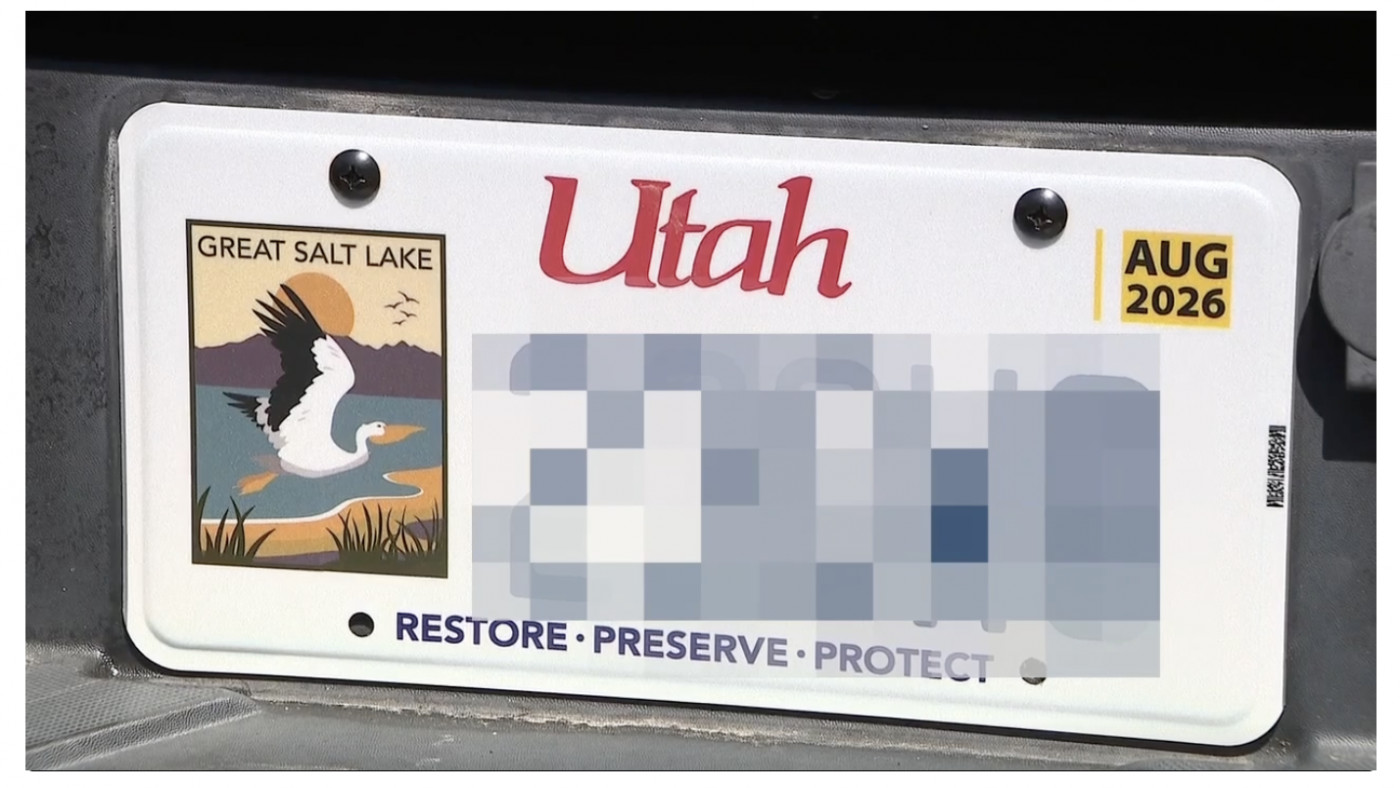 Utah
GREAT SALT LAKE
AUG
2026
RESTORE · PRESERVE · PROTECT